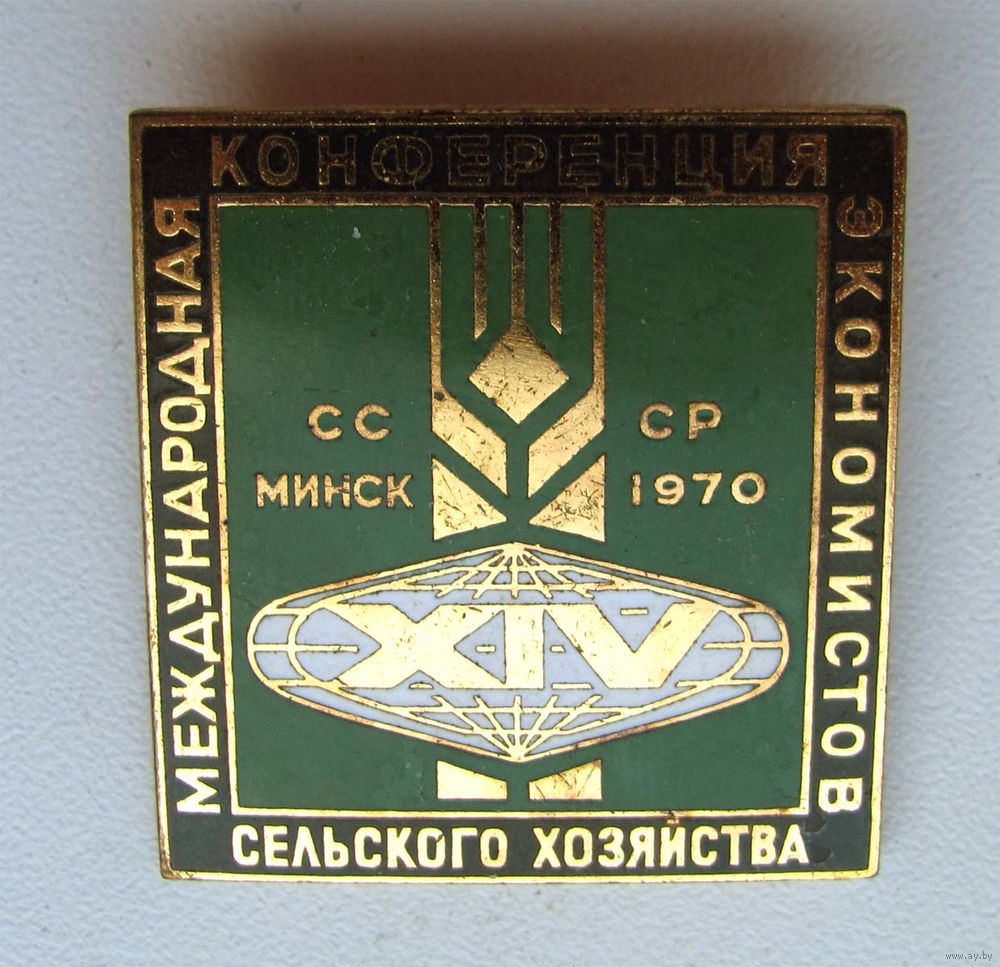 МЕЖДУНАРОДНАЯ
КОНФЕРЕНЦИЯ
ЭКОНОМИСТОВ
СЕЛЬСКОГО ХОЗЯЙСТВА
СС СР
МИНСК 1970
XIV
www.ay.by